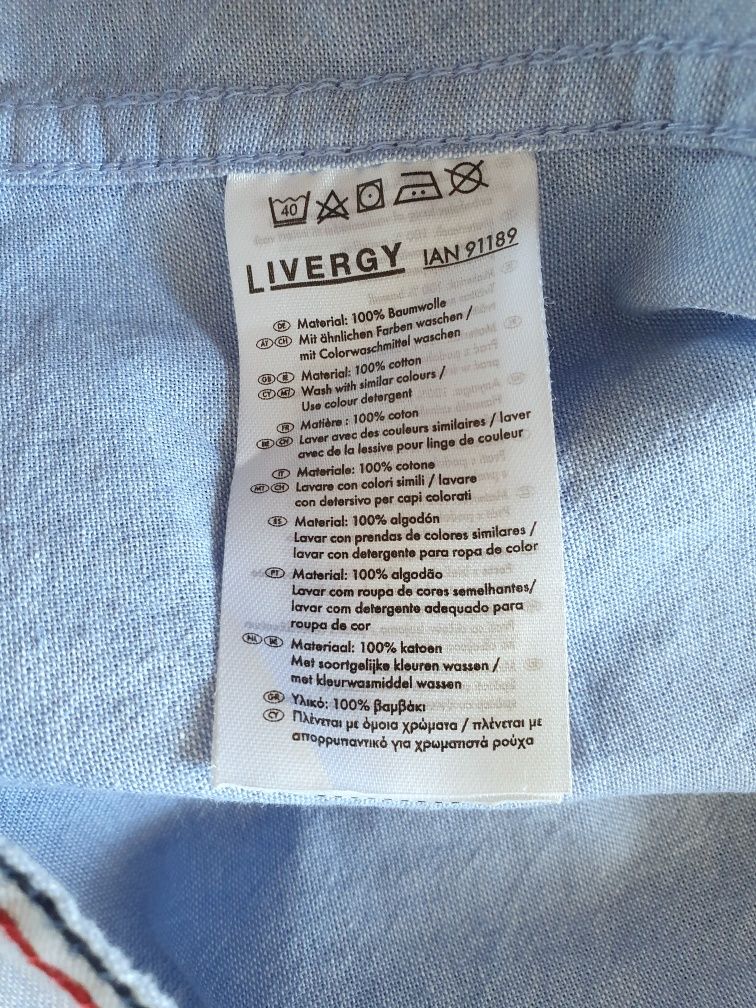 40
LIVERGY IAN 91189
DE Material: 100% Baumwolle
AT CH Mit ähnlichen Farben waschen /
mit Colorwaschmittel waschen
GB IE Material: 100% cotton
CY MT Wash with similar colours /
Use colour detergent
FR Matière : 100% coton
BE CH Laver avec des couleurs similaires / laver
avec de la lessive pour linge de couleur
IT Materiale: 100% cotone
MT CH Lavare con colori simili / lavare
con detersivo per capi colorati
ES Material: 100% algodón
Lavar con prendas de colores similares /
lavar con detergente para ropa de color
PT Material: 100% algodão
Lavar com roupa de cores semelhantes/
lavar com detergente adequado para
roupa de cor
NL BE Materiaal: 100% katoen
Met soortgelijke kleuren wassen /
met kleurwasmiddel wassen
GR Υλικό: 100% βαμβάκι
CY Πλένεται με όμοια χρώματα / πλένεται με
απορρυπαντικό για χρωματιστά ρούχα